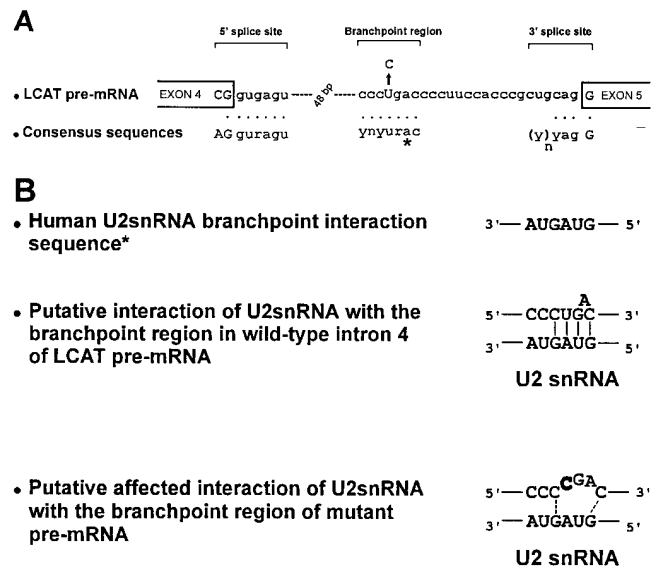 A
5' splice site Branchpoint region 3' splice site
C
• LCAT pre-mRNA EXON 4 CG gugagu ----- 48 bp ----- cccUgaccccuuccacccgcugcag G EXON 5
• Consensus sequences AG guragu ynyurac (y) yag G
* n
B
• Human U2snRNA branchpoint interaction 3'— AUGAUG — 5'
sequence*
A
• Putative interaction of U2snRNA with the 5'— CCCUGC — 3'
branchpoint region in wild-type intron 4
of LCAT pre-mRNA 3'— AUGAUG — 5'
U2 snRNA
• Putative affected interaction of U2snRNA 5'— CCC CGA C — 3'
with the branchpoint region of mutant 3'— AUGAUG — 5'
pre-mRNA
U2 snRNA